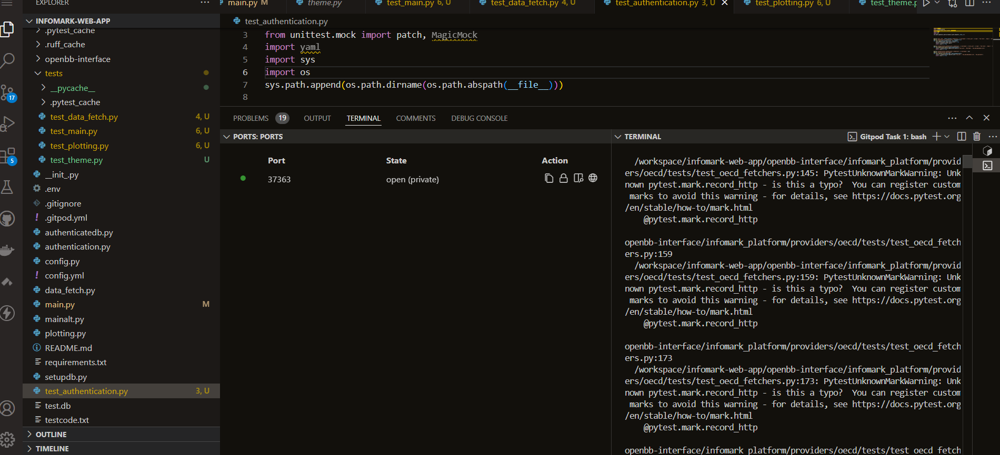 EXPLORER
INFOMARK-WEB-APP
.pytest_cache
.ruff_cache
openbb-interface
tests
__pycache__
.pytest_cache
test_data_fetch.py 4, U
test_main.py 6, U
test_plotting.py 6, U
test_theme.py U
__init_.py
.env
.gitignore
.gitpod.yml
authenticatedb.py
authentication.py
config.py
config.yml
data_fetch.py
main.py M
mainalt.py
plotting.py
README.md
requirements.txt
setupdb.py
test_authentication.py 3, U
test.db
testcode.txt
OUTLINE
TIMELINE
17
5
main.py M theme.py test_main.py 6, U test_data_fetch.py 4, U test_authentication.py 3, U test_plotting.py 6, U test_theme.p
test_authentication.py
3 from unittest.mock import patch, MagicMock
4 import yaml
5 import sys
6 import os
7 sys.path.append(os.path.dirname(os.path.abspath(__file__)))
8
PROBLEMS 19 OUTPUT TERMINAL COMMENTS DEBUG CONSOLE
PORTS: PORTS
Port State Action
37363 open (private)
TERMINAL Gitpod Task 1: bash
/workspace/infomark-web-app/openbb-interface/infomark_platform/provid
ers/oecd/tests/test_oecd_fetchers.py:145: PytestUnknownMarkWarning: Unk
nown pytest.mark.record_http - is this a typo?  You can register custom
marks to avoid this warning - for details, see https://docs.pytest.org
/en/stable/how-to/mark.html
@pytest.mark.record_http
openbb-interface/infomark_platform/providers/oecd/tests/test_oecd_fetch
ers.py:159
/workspace/infomark-web-app/openbb-interface/infomark_platform/provid
ers/oecd/tests/test_oecd_fetchers.py:159: PytestUnknownMarkWarning: Unk
nown pytest.mark.record_http - is this a typo?  You can register custom
marks to avoid this warning - for details, see https://docs.pytest.org
/en/stable/how-to/mark.html
@pytest.mark.record_http
openbb-interface/infomark_platform/providers/oecd/tests/test_oecd_fetch
ers.py:173
/workspace/infomark-web-app/openbb-interface/infomark_platform/provid
ers/oecd/tests/test_oecd_fetchers.py:173: PytestUnknownMarkWarning: Unk
nown pytest.mark.record_http - is this a typo?  You can register custom
marks to avoid this warning - for details, see https://docs.pytest.org
/en/stable/how-to/mark.html
@pytest.mark.record_http
openbb-interface/infomark_platform/providers/oecd/tests/test_oecd_fetch